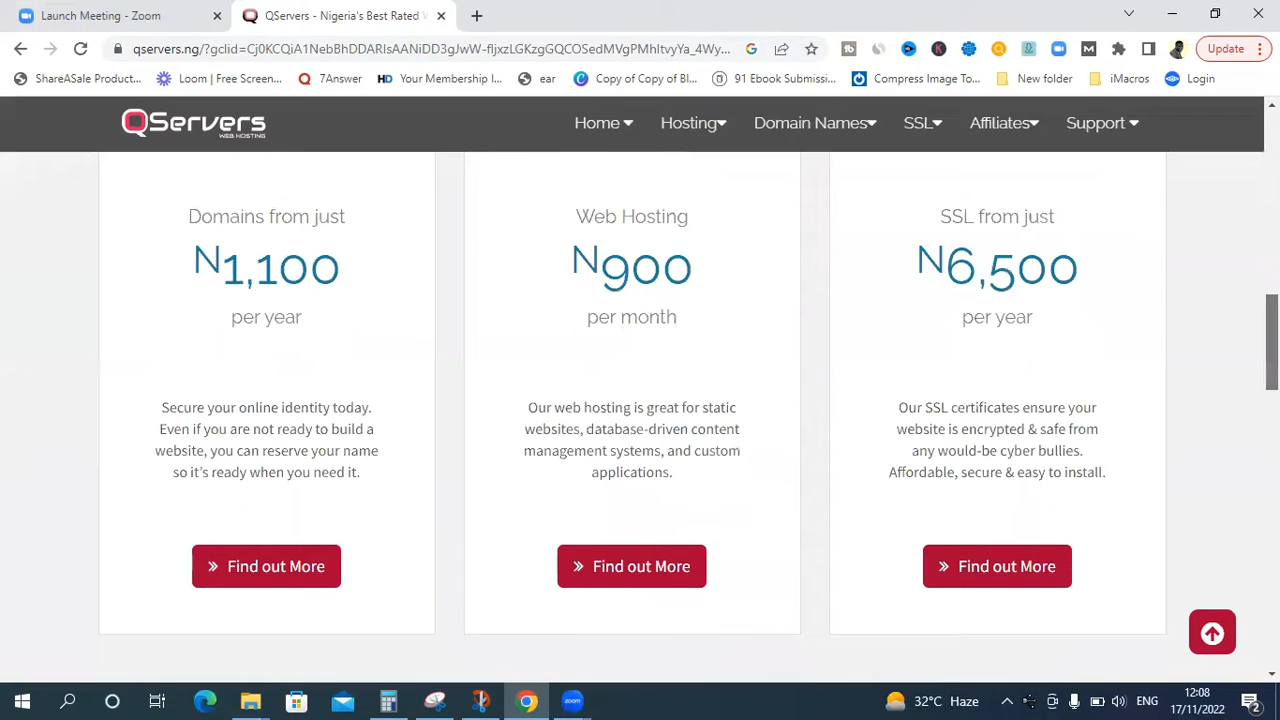 Launch Meeting - Zoom
QServers - Nigeria's Best Rated W
qservers.ng/?gclid=Cj0KCQiA1NebBhDDARIsAANiDD3gJwW-fljxzLGKzgGQCOSedMVgPMhItvyYa_4Wy...
Update
ShareASale Product...
Loom | Free Screen...
7Answer
Your Membership I...
ear
Copy of Copy of Bl...
91 Ebook Submissi...
Compress Image To...
New folder
iMacros
Login
QServers
WEB HOSTING
Home
Hosting
Domain Names
SSL
Affiliates
Support
Domains from just
N1,100
per year
Secure your online identity today.
Even if you are not ready to build a
website, you can reserve your name
so it's ready when you need it.
» Find out More
Web Hosting
N900
per month
Our web hosting is great for static
websites, database-driven content
management systems, and custom
applications.
» Find out More
SSL from just
N6,500
per year
Our SSL certificates ensure your
website is encrypted & safe from
any would-be cyber bullies.
Affordable, secure & easy to install.
» Find out More
zoom
32°C Haze
ENG
12:08
17/11/2022
2